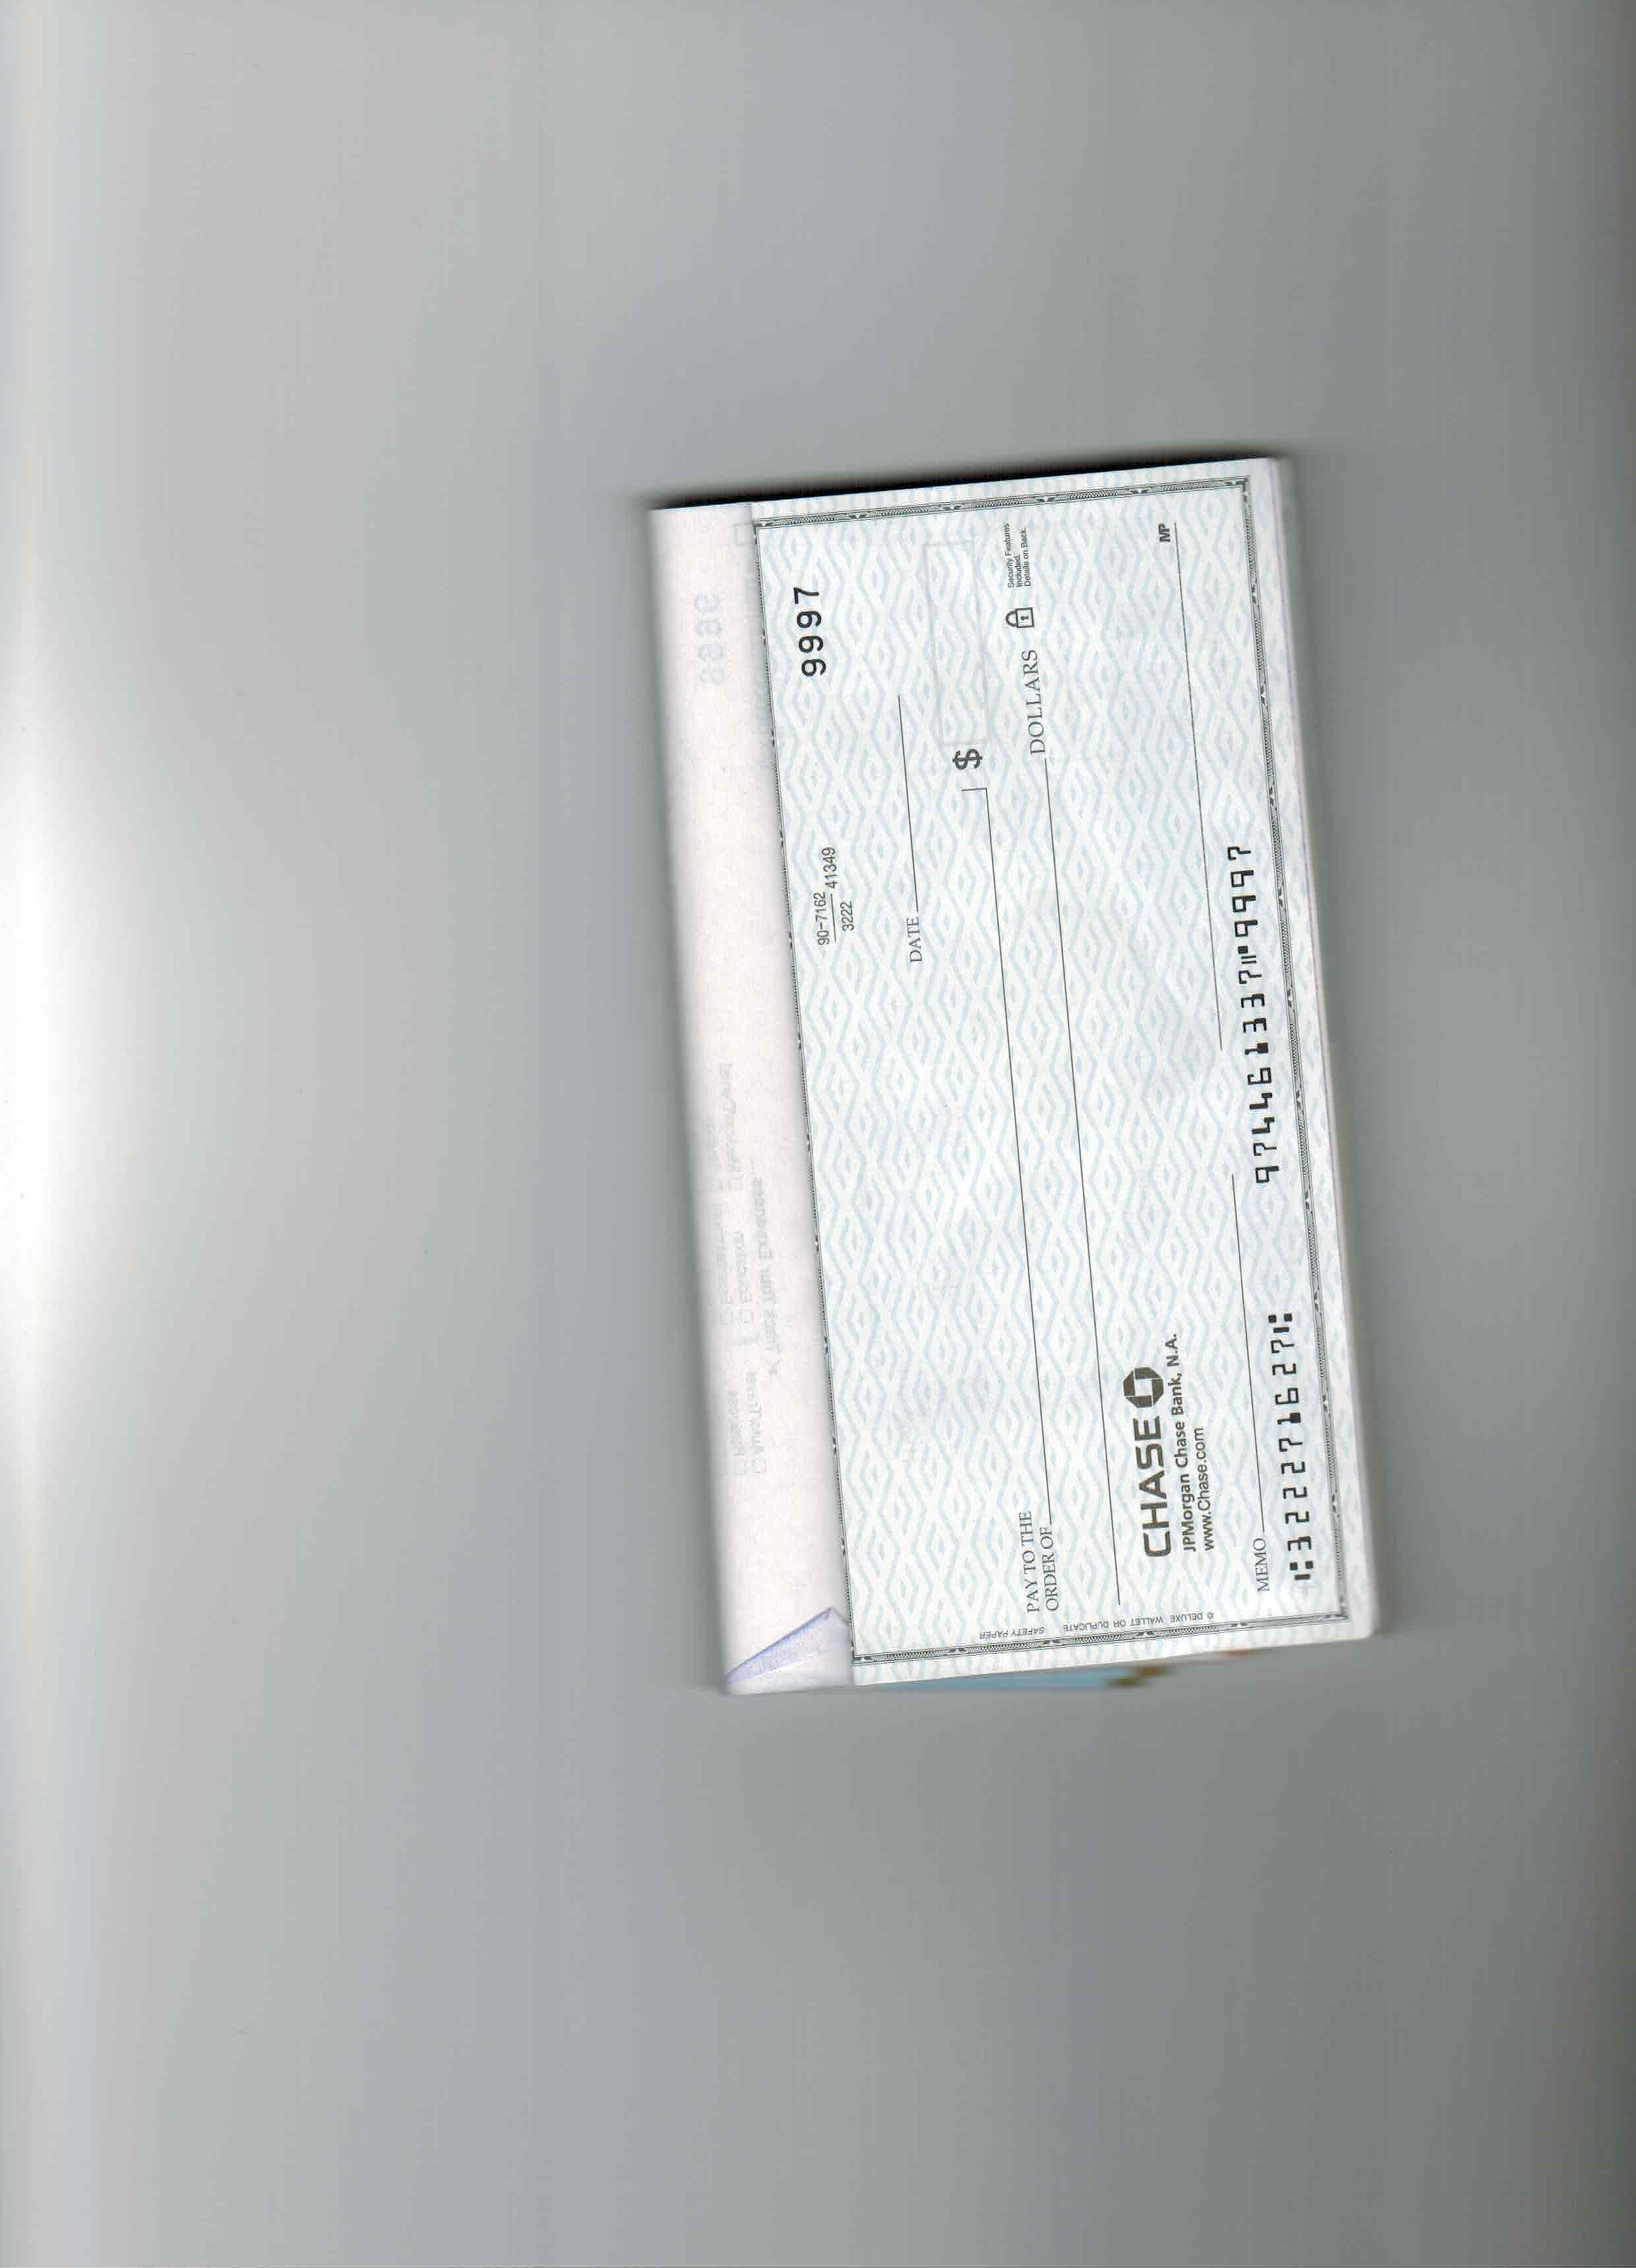 9997
90-7162
3222
41349
DATE
PAY TO THE
ORDER OF
$
DOLLARS
Security Features
Included.
Details on Back.
CHASE
JPMorgan Chase Bank, N.A.
www.Chase.com
MEMO
MP
⑆322271627⑆ 974461337⑈9997
© DELUXE WALLET OR DUPLICATE SAFETY PAPER